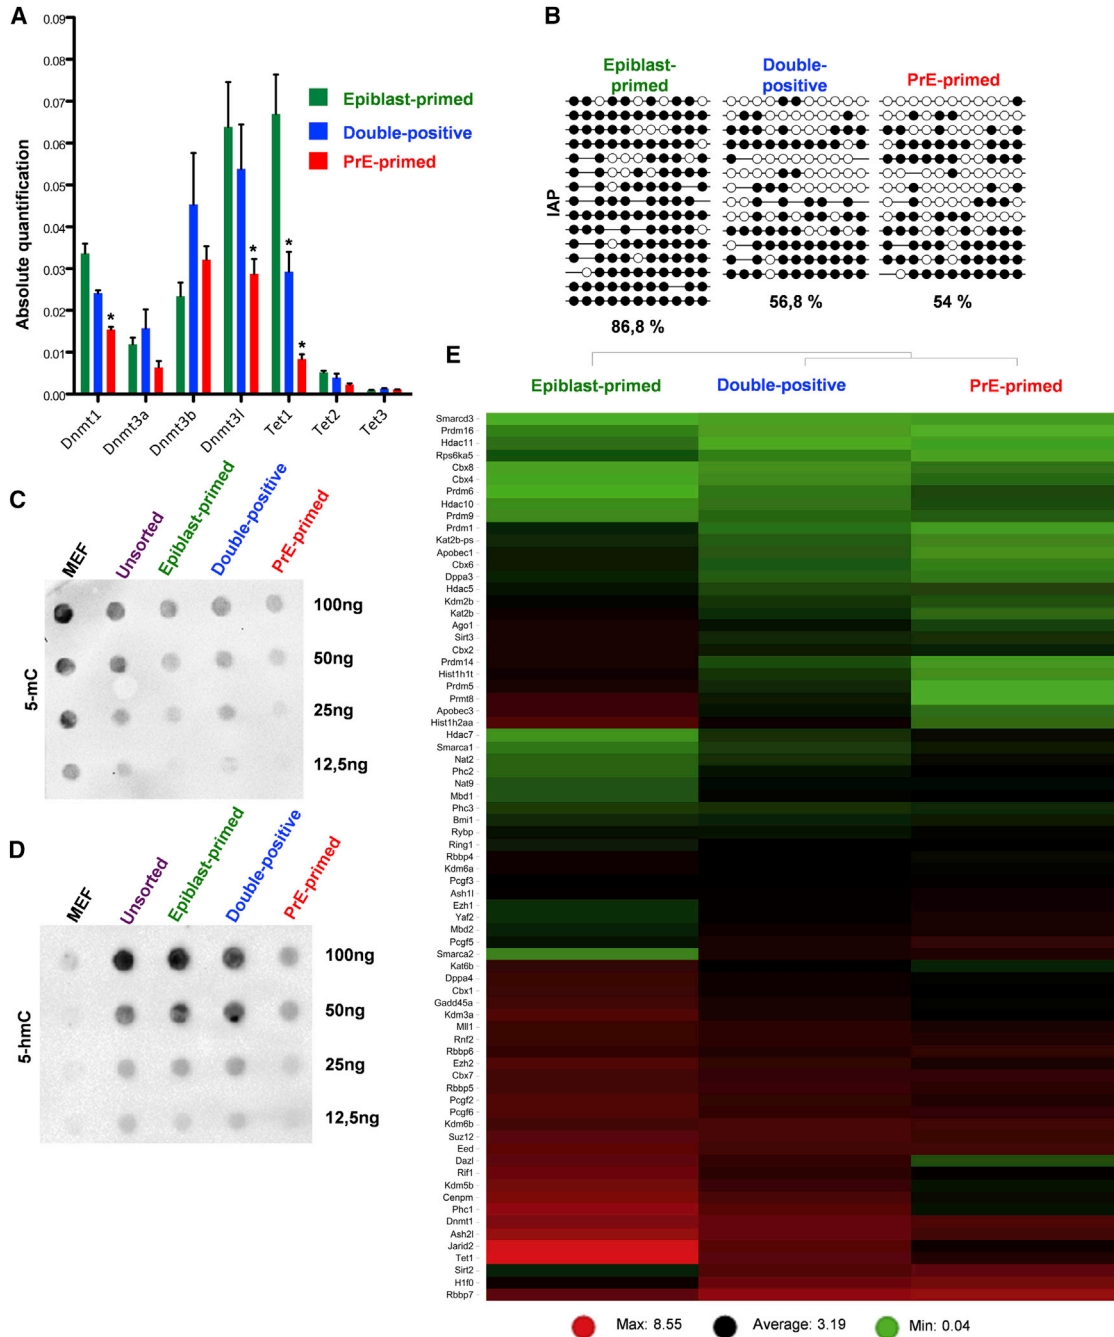 A
0.09
0.08
0.07
0.06
0.05
0.04
0.03
0.02
0.01
0.00
Absolute quantification
Epiblast-primed
Double-positive
PrE-primed
*
*
*
*
Dnmt1
Dnmt3a
Dnmt3b
Dnmt3l
Tet1
Tet2
Tet3
B
Epiblast-primed
Double-positive
PrE-primed
IAP
86,8 %
56,8 %
54 %
C
MEF
Unsorted
Epiblast-primed
Double-positive
PrE-primed
5-mC
100ng
50ng
25ng
12,5ng
D
MEF
Unsorted
Epiblast-primed
Double-positive
PrE-primed
5-hmC
100ng
50ng
25ng
12,5ng
E
Epiblast-primed
Double-positive
PrE-primed
Smarcd3
Prdm16
Hdac11
Rps6ka5
Cbx8
Cbx4
Prdm6
Hdac10
Prdm9
Prdm1
Kat2b-ps
Apobec1
Cbx6
Dppa3
Hdac5
Kdm2b
Kat2b
Ago1
Sirt3
Cbx2
Prdm14
Hist1h1t
Prdm5
Prmt8
Apobec3
Hist1h2aa
Hdac7
Smarca1
Nat2
Phc2
Nat9
Mbd1
Phc3
Bmi1
Rybp
Ring1
Rbbp4
Kdm6a
Pcgf3
Ash1l
Ezh1
Yaf2
Mbd2
Pcgf5
Smarca2
Kat6b
Dppa4
Cbx1
Gadd45a
Kdm3a
Mll1
Rnf2
Rbbp6
Ezh2
Cbx7
Rbbp5
Pcgf2
Pcgf6
Kdm6b
Suz12
Eed
Dazl
Rif1
Kdm5b
Cenpm
Phc1
Dnmt1
Ash2l
Jarid2
Tet1
Sirt2
H1f0
Rbbp7
Max: 8.55
Average: 3.19
Min: 0.04